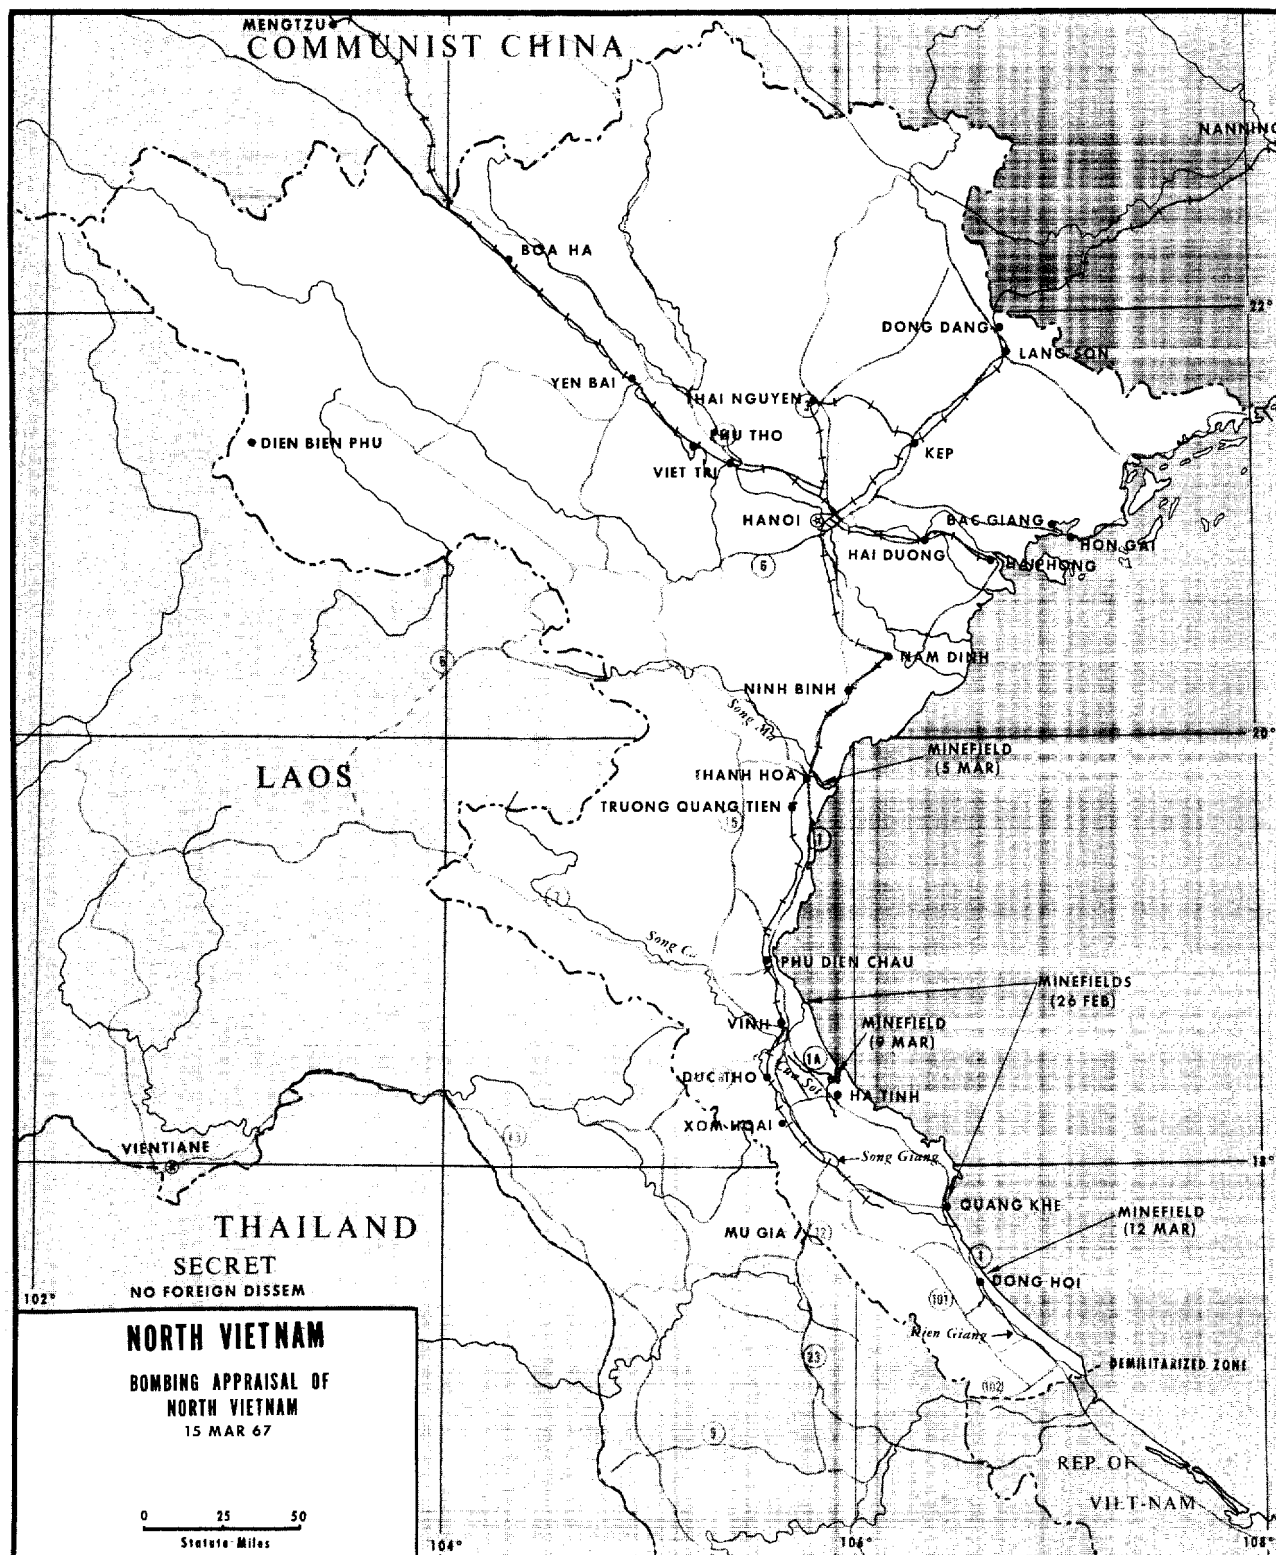 MENGTZU
COMMUNIST CHINA
NANNING
BOA HA
22°
DONG DANG
LANG SON
YEN BAI
THAI NGUYEN
PHU THO
DIEN BIEN PHU
KEP
VIET TRI
HANOI
BAC GIANG
HON GAI
HAI DUONG
HAIPHONG
6
6
NAM DINH
NINH BINH
Song Ma
20°
MINEFIELD
(5 MAR)
LAOS
THANH HOA
TRUONG QUANG TIEN
15
1
7
Song C
PHU DIEN CHAU
MINEFIELDS
(26 FEB)
VINH
MINEFIELD
(9 MAR)
1A
DUC THO
HA TINH
XOM HOAI
13
VIENTIANE
Song Giang
18°
QUANG KHE
THAILAND
MU GIA
12
MINEFIELD
(12 MAR)
1
SECRET
NO FOREIGN DISSEM
DONG HOI
102°
101
Kien Giang
NORTH VIETNAM
23
DEMILITARIZED ZONE
BOMBING APPRAISAL OF
NORTH VIETNAM
15 MAR 67
102
9
REP. OF
VIET-NAM
0 25 50
Statute Miles
104°
106°
108°